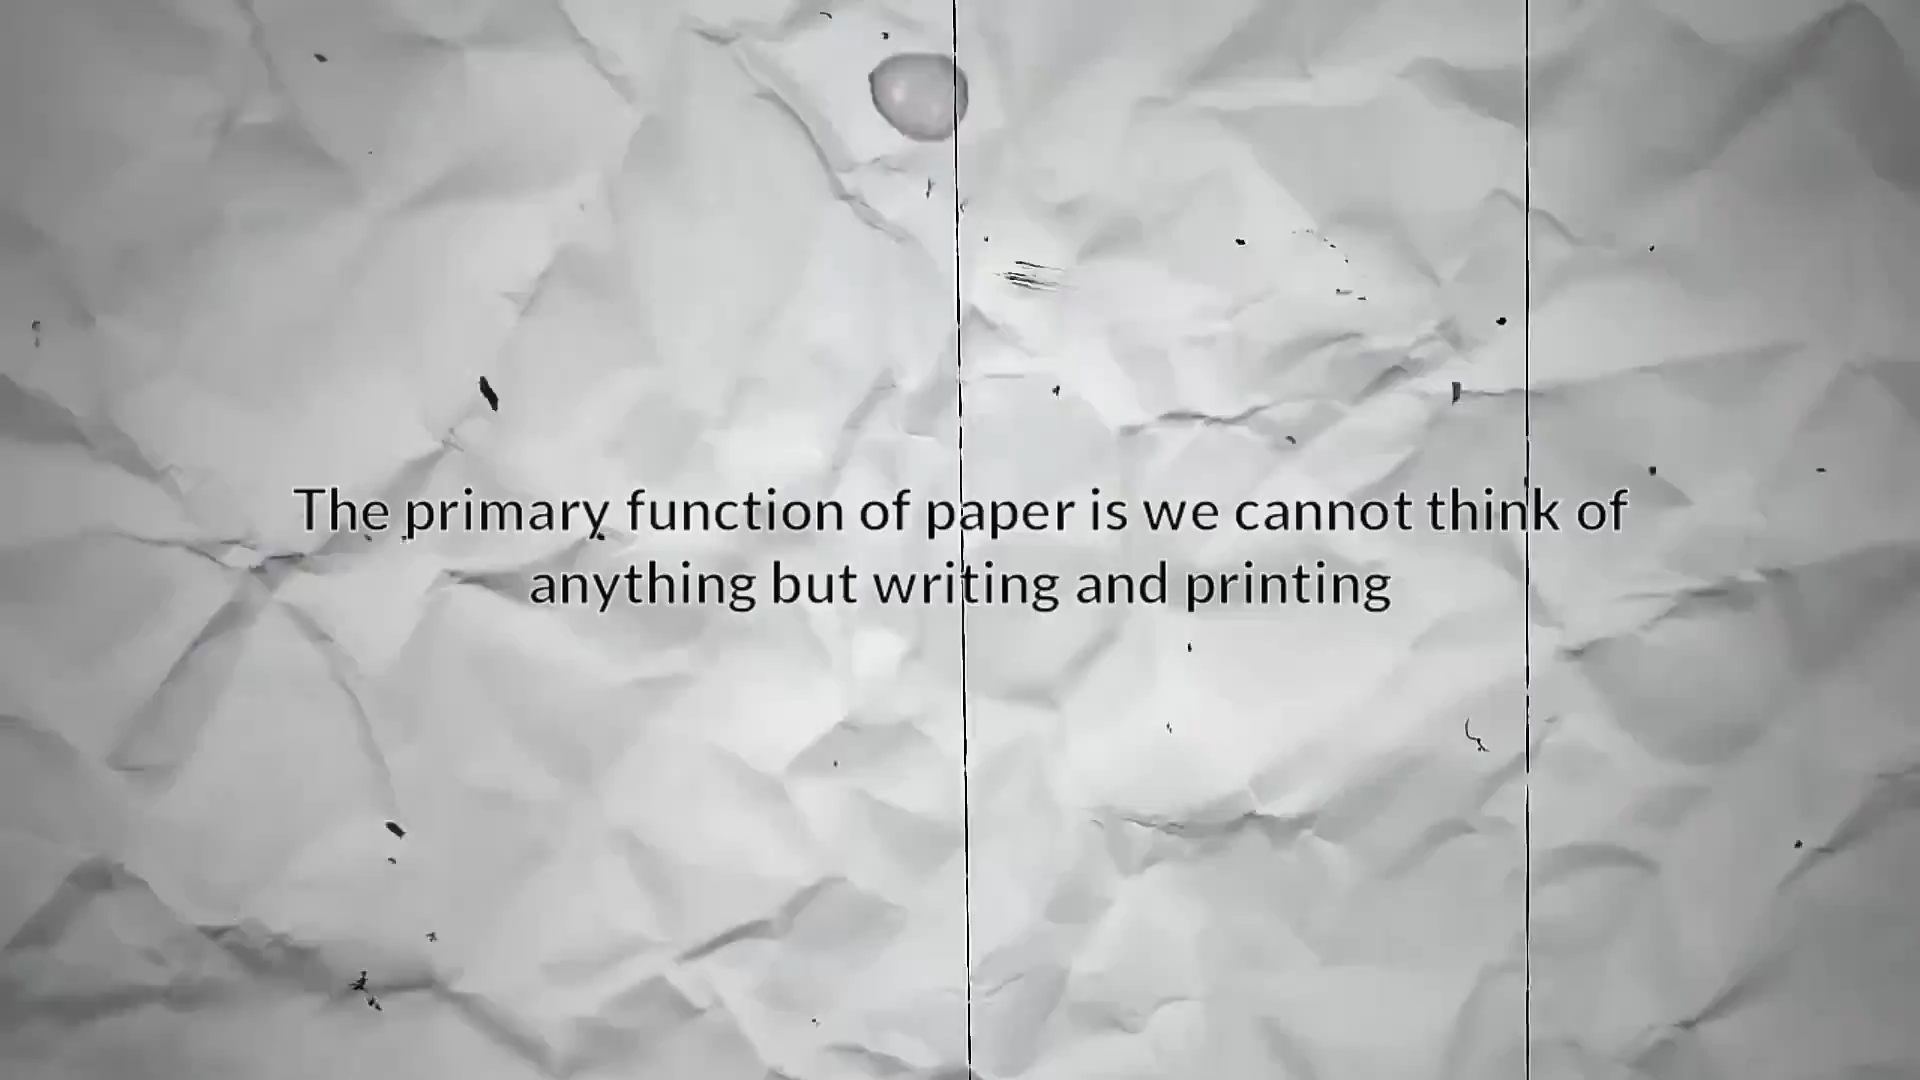 The primary function of paper is we cannot think of
anything but writing and printing